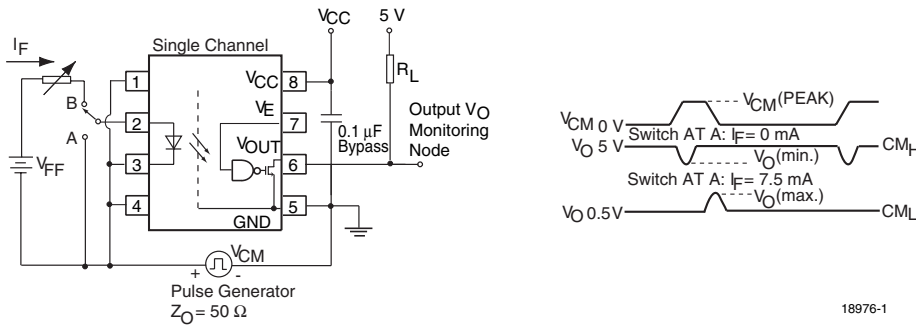 V_CC 5 V
I_F Single Channel
R_L
1 V_CC 8
B
2 V_E 7 Output V_O
Monitoring
Node
A 0.1 µF
Bypass
V_OUT
V_FF 3 6
4 5
GND
V_CM
+ -
Pulse Generator
Z_O = 50 Ω
V_CM (PEAK)
V_CM 0 V
Switch AT A: I_F = 0 mA
V_O 5 V CM_H
V_O (min.)
Switch AT A: I_F = 7.5 mA
V_O (max.)
V_O 0.5 V CM_L
18976-1